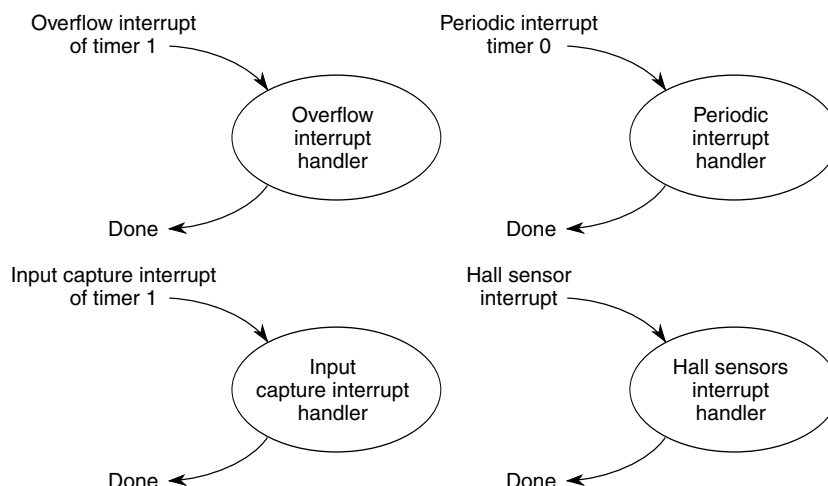 Overflow interrupt
of timer 1
Overflow
interrupt
handler
Done
Periodic interrupt
timer 0
Periodic
interrupt
handler
Done
Input capture interrupt
of timer 1
Input
capture interrupt
handler
Done
Hall sensor
interrupt
Hall sensors
interrupt
handler
Done